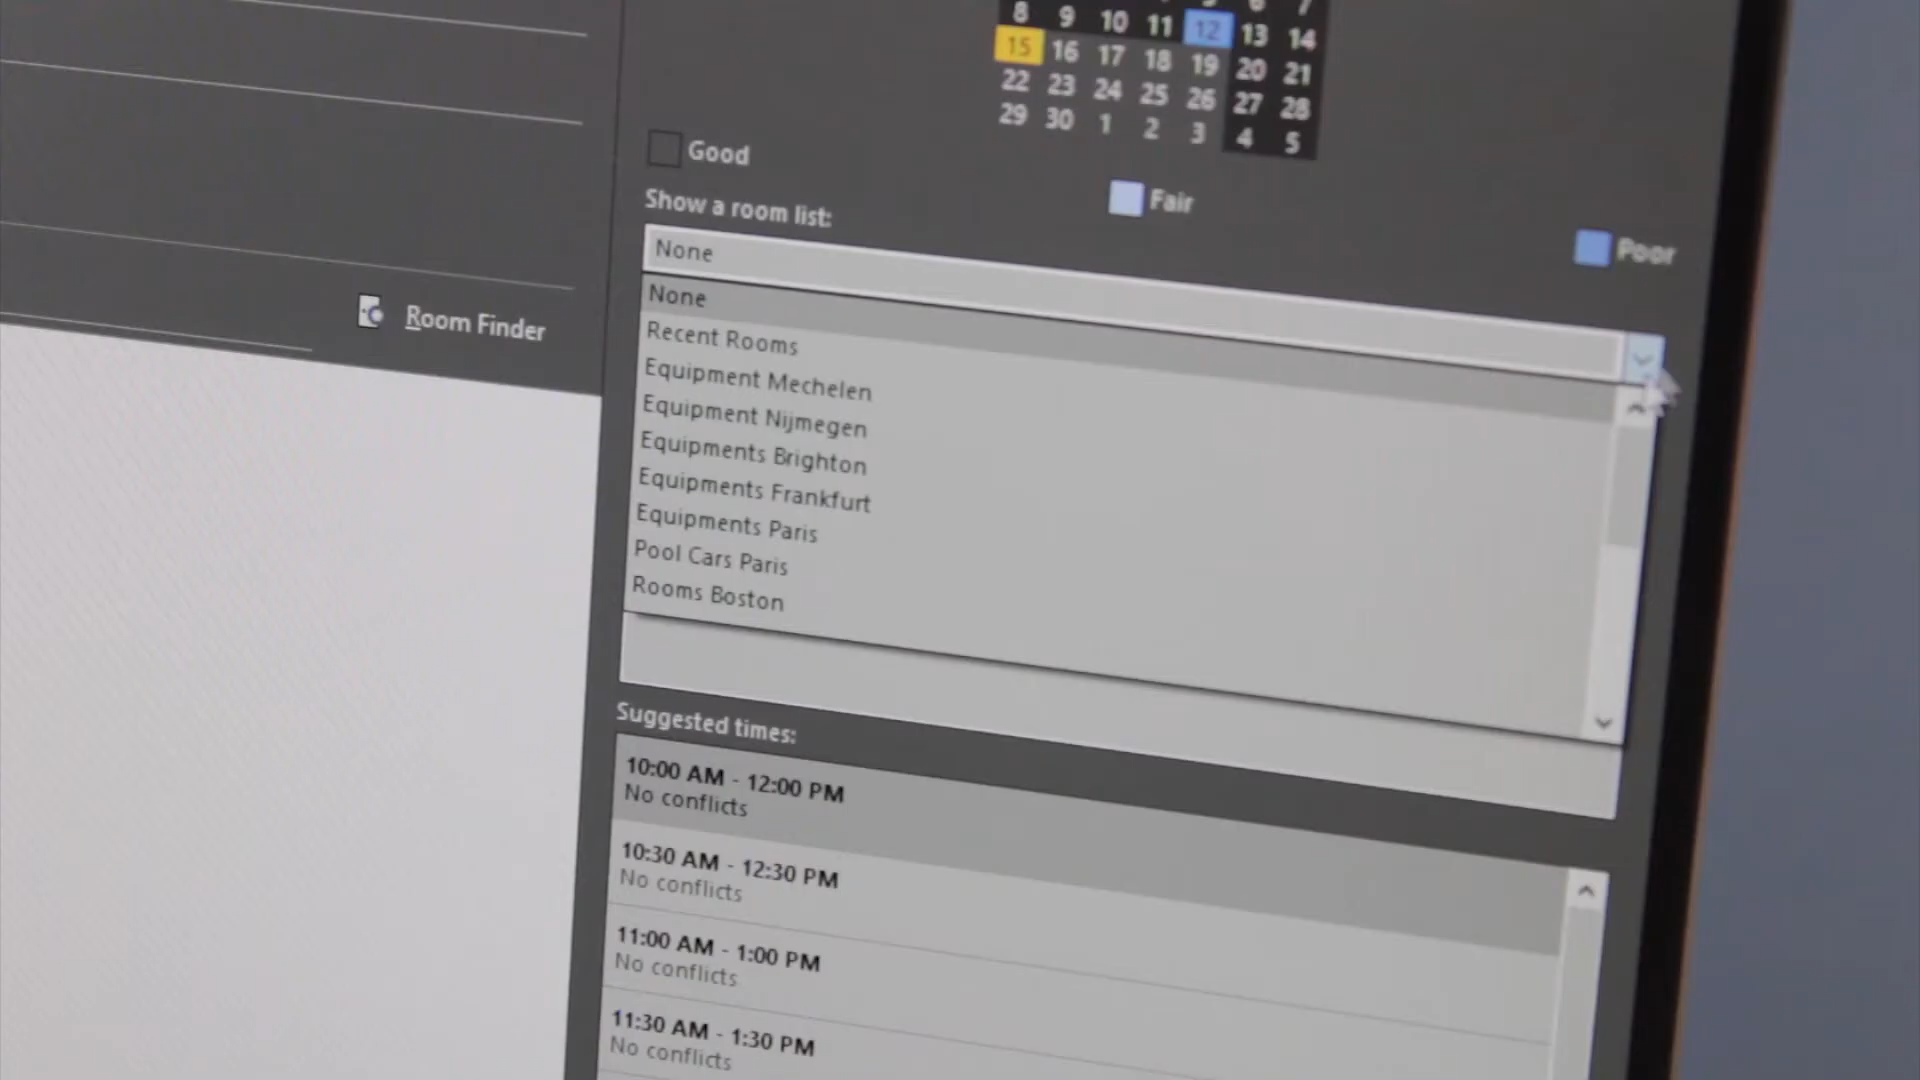 6 7
8 9 10 11 12 13 14
15 16 17 18 19 20 21
22 23 24 25 26 27 28
29 30 1 2 3 4 5
Good
Fair
Poor
Show a room list:
None
None
Recent Rooms
Equipment Mechelen
Equipment Nijmegen
Equipments Brighton
Equipments Frankfurt
Equipments Paris
Pool Cars Paris
Rooms Boston
Room Finder
Suggested times:
10:00 AM - 12:00 PM
No conflicts
10:30 AM - 12:30 PM
No conflicts
11:00 AM - 1:00 PM
No conflicts
11:30 AM - 1:30 PM
No conflicts